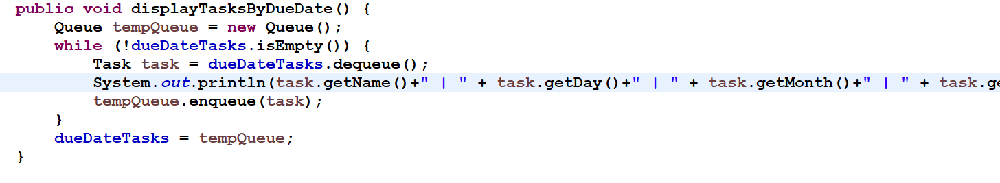 public void displayTasksByDueDate() {
Queue tempQueue = new Queue();
while (!dueDateTasks.isEmpty()) {
Task task = dueDateTasks.dequeue();
System.out.println(task.getName()+" | " + task.getDay()+" | " + task.getMonth()+" | " + task.ge
tempQueue.enqueue(task);
}
dueDateTasks = tempQueue;
}